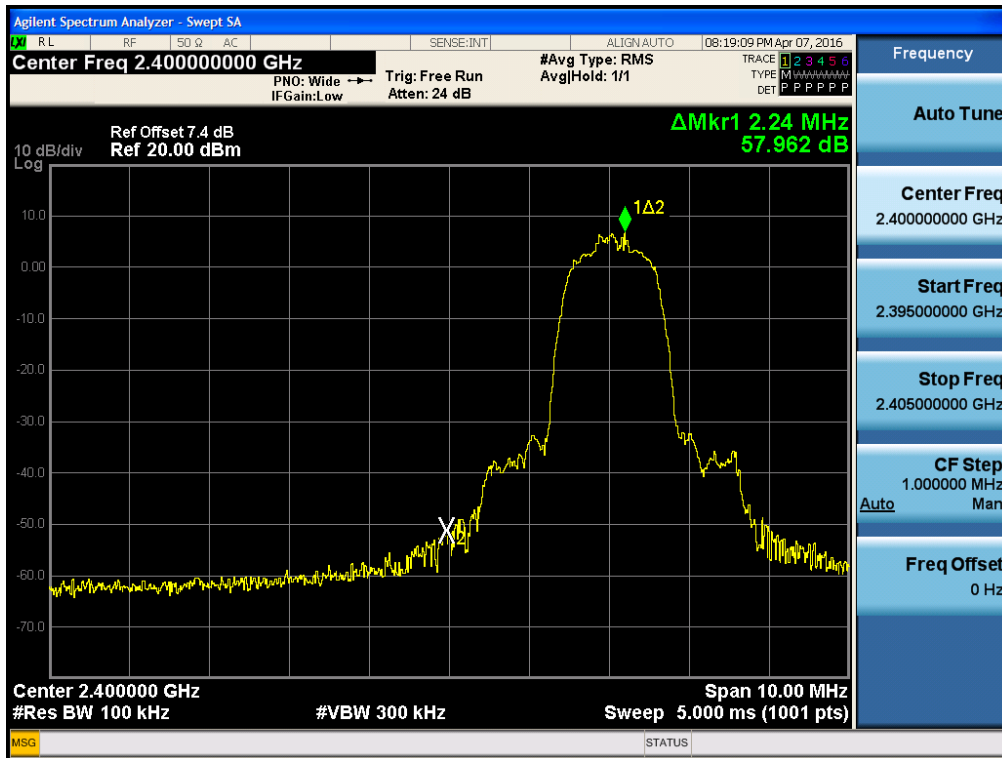 Agilent Spectrum Analyzer - Swept SA
LXI RL RF 50 Ω AC SENSE:INT ALIGN AUTO 08:19:09 PM Apr 07, 2016
Center Freq 2.400000000 GHz
PNO: Wide
IFGain:Low
Trig: Free Run
Atten: 24 dB
#Avg Type: RMS
Avg|Hold: 1/1
TRACE 1 2 3 4 5 6
TYPE M
DET P P P P P P
Frequency
ΔMkr1 2.24 MHz
57.962 dB
Ref Offset 7.4 dB
10 dB/div Ref 20.00 dBm
Log
10.0
0.00
-10.0
-20.0
-30.0
-40.0
-50.0
-60.0
-70.0
1Δ2
X2
Center 2.400000 GHz Span 10.00 MHz
#Res BW 100 kHz #VBW 300 kHz Sweep 5.000 ms (1001 pts)
Auto Tune
Center Freq
2.400000000 GHz
Start Freq
2.395000000 GHz
Stop Freq
2.405000000 GHz
CF Step
1.000000 MHz
Auto Man
Freq Offset
0 Hz
MSG STATUS